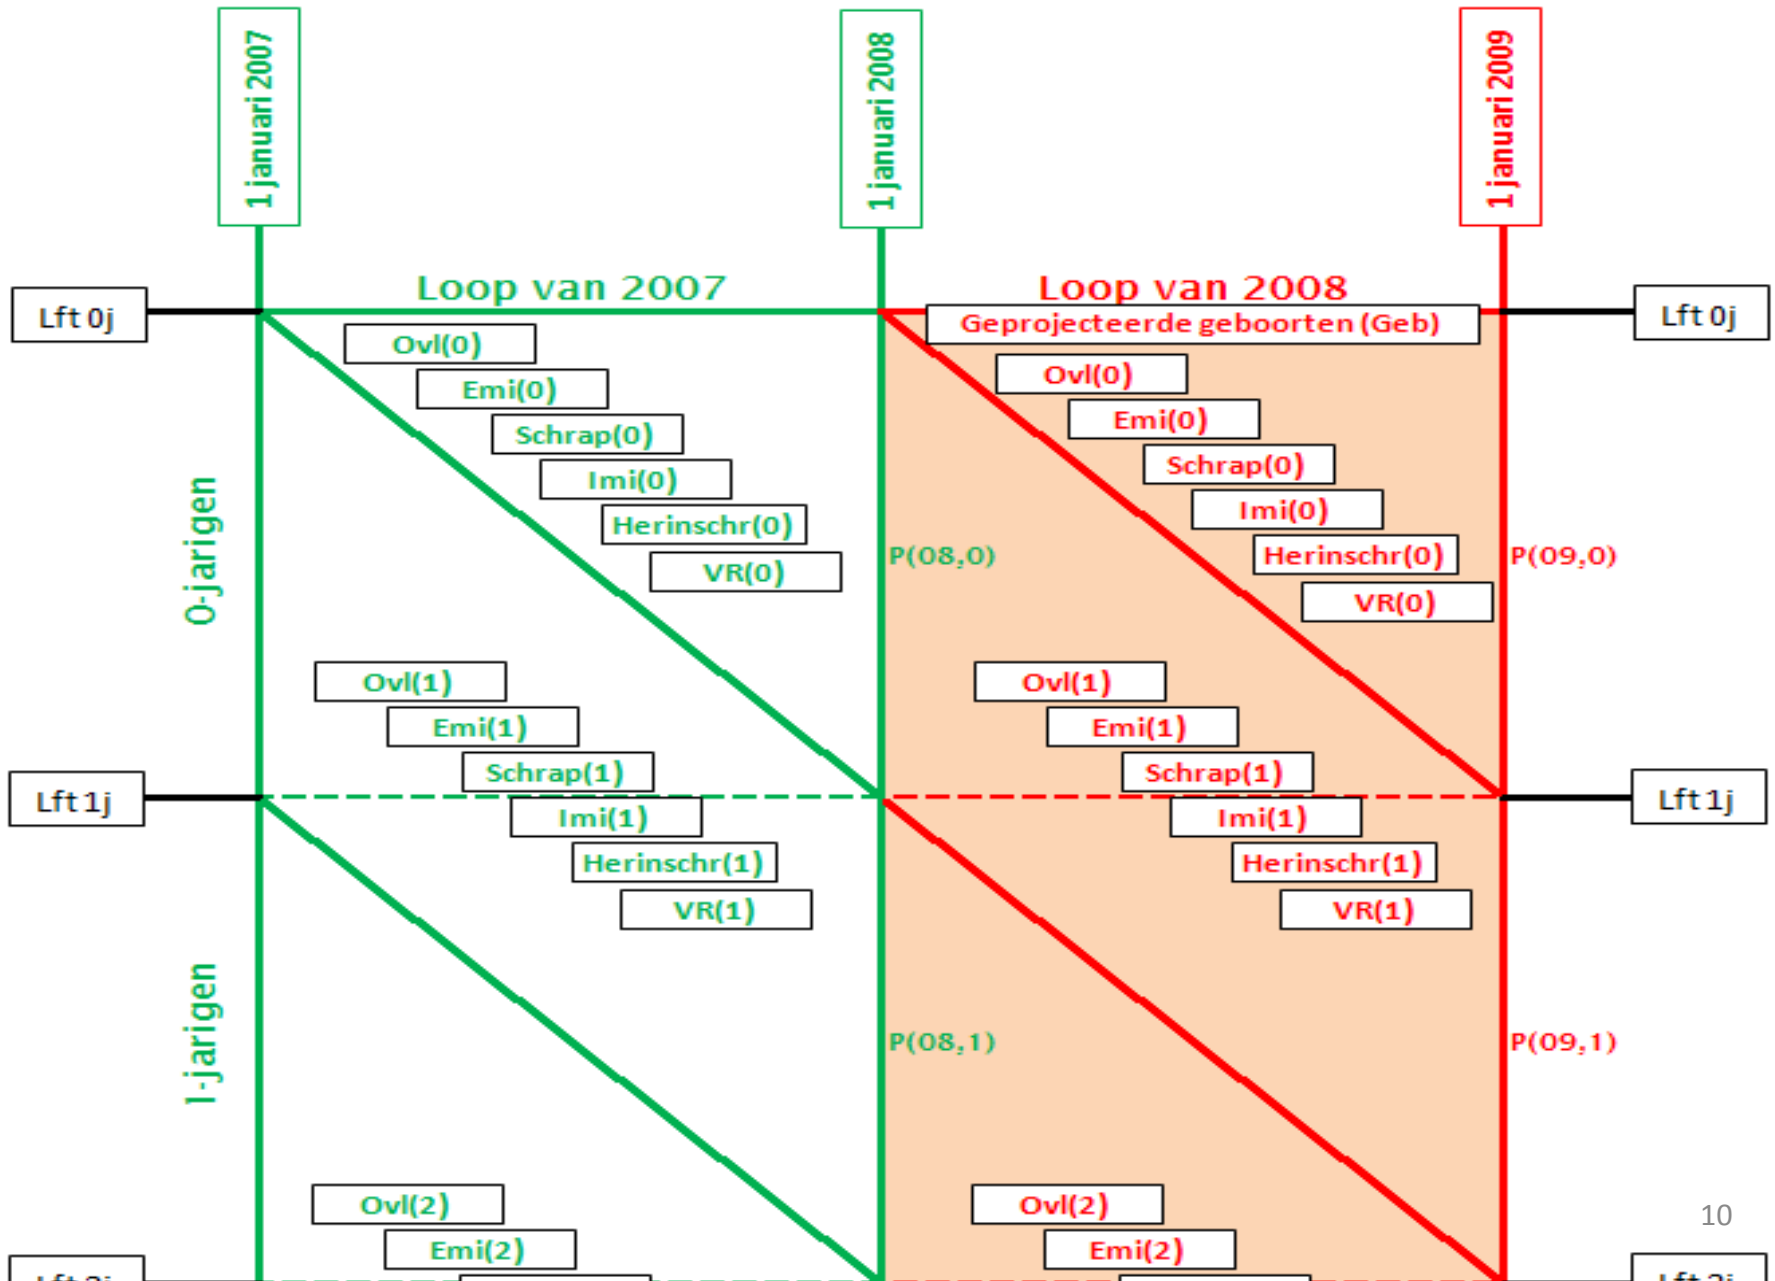 1 januari 2007
1 januari 2008
1 januari 2009
Loop van 2007
Loop van 2008
Lft 0j
Lft 0j
Geprojecteerde geboorten (Geb)
Ovl(0)
Emi(0)
Schrap(0)
Imi(0)
Herinschr(0)
VR(0)
Ovl(0)
Emi(0)
Schrap(0)
Imi(0)
Herinschr(0)
VR(0)
0-jarigen
P(08,0)
P(09,0)
Ovl(1)
Emi(1)
Schrap(1)
Imi(1)
Herinschr(1)
VR(1)
Ovl(1)
Emi(1)
Schrap(1)
Imi(1)
Herinschr(1)
VR(1)
Lft 1j
Lft 1j
1-jarigen
P(08,1)
P(09,1)
Ovl(2)
Emi(2)
Ovl(2)
Emi(2)
10